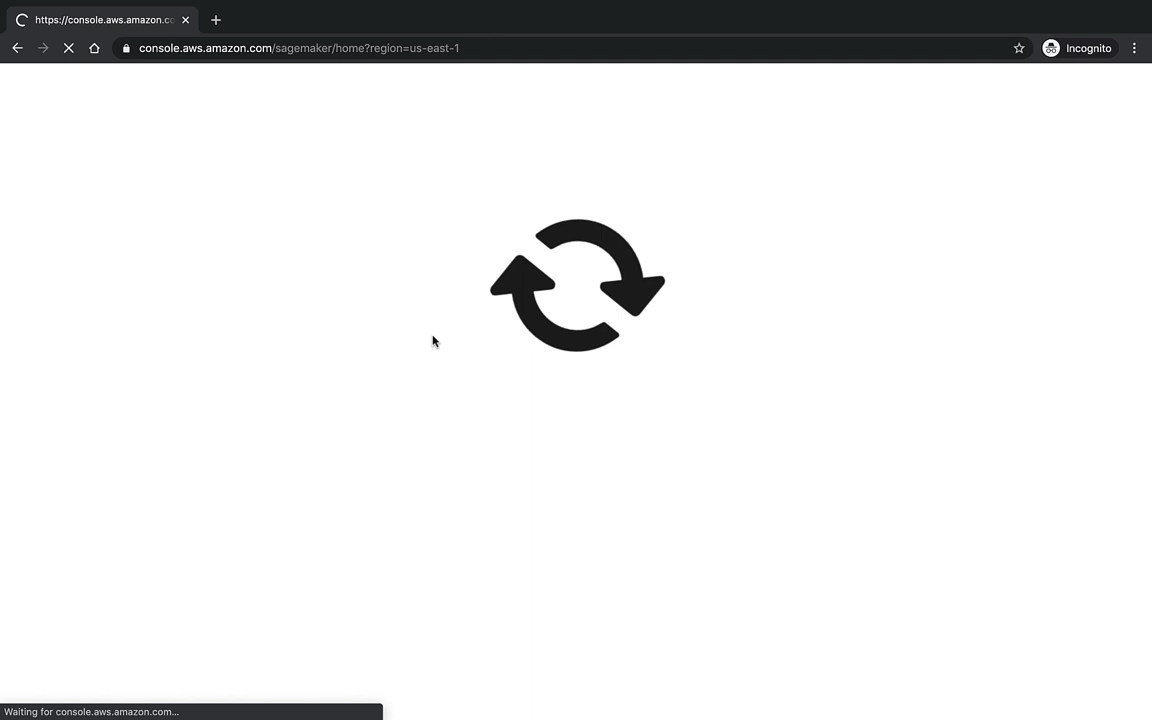 https://console.aws.amazon.co
console.aws.amazon.com/sagemaker/home?region=us-east-1
Incognito
Waiting for console.aws.amazon.com...